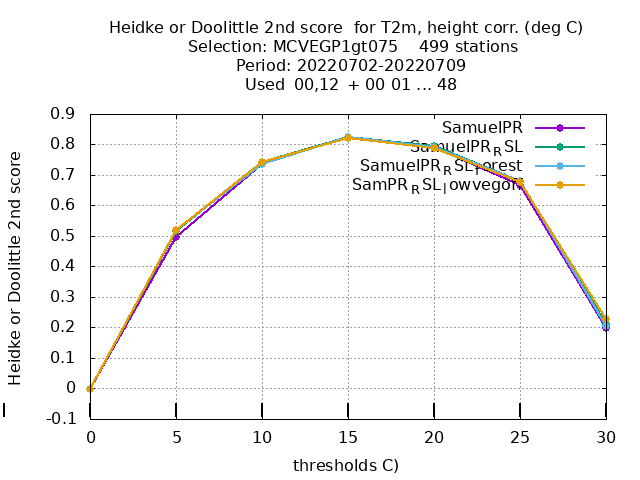 Heidke or Doolittle 2nd score  for T2m, height corr. (deg C)
Selection: MCVEGP1gt075    499 stations
Period: 20220702-20220709
Used  00,12  + 00 01 ... 48
Heidke or Doolittle 2nd score
0.9
0.8
0.7
0.6
0.5
0.4
0.3
0.2
0.1
0
-0.1
SamuelPR
SamuelPR_RSL
SamuelPR_RSL_forest
SamPR_RSL_lowvegoff
0 5 10 15 20 25 30
thresholds C)